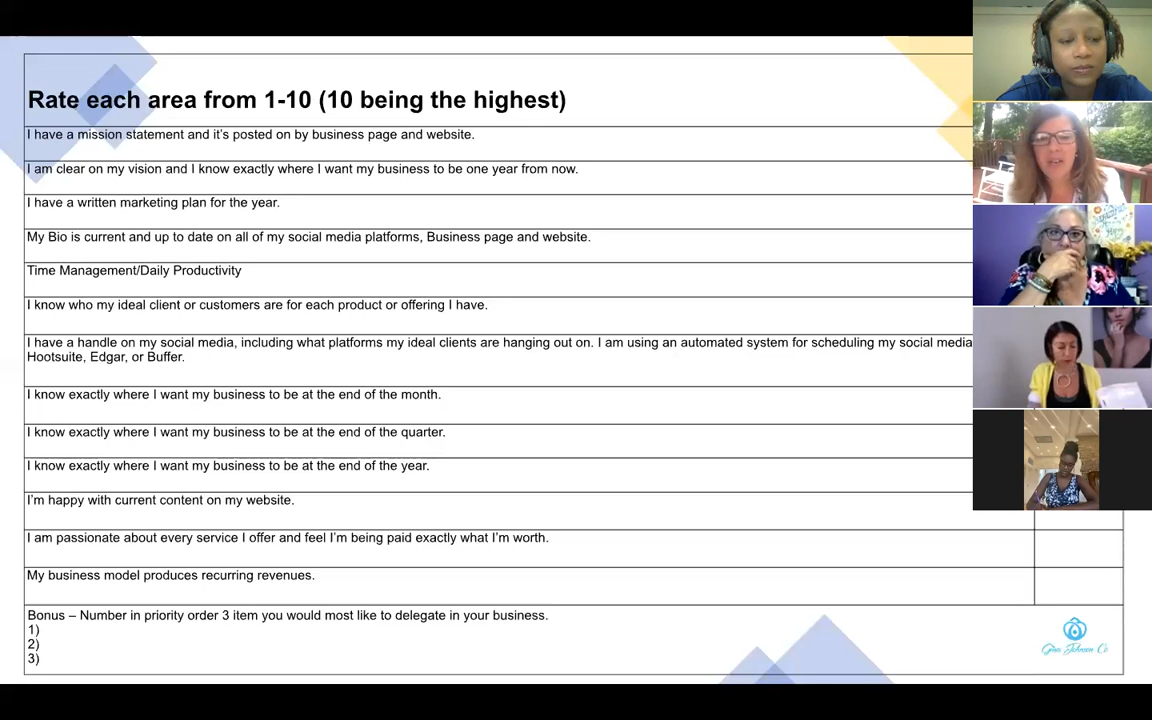 Rate each area from 1-10 (10 being the highest)
I have a mission statement and it's posted on by business page and website.
I am clear on my vision and I know exactly where I want my business to be one year from now.
I have a written marketing plan for the year.
My Bio is current and up to date on all of my social media platforms, Business page and website.
Time Management/Daily Productivity
I know who my ideal client or customers are for each product or offering I have.
I have a handle on my social media, including what platforms my ideal clients are hanging out on. I am using an automated system for scheduling my social media
Hootsuite, Edgar, or Buffer.
I know exactly where I want my business to be at the end of the month.
I know exactly where I want my business to be at the end of the quarter.
I know exactly where I want my business to be at the end of the year.
I'm happy with current content on my website.
I am passionate about every service I offer and feel I'm being paid exactly what I'm worth.
My business model produces recurring revenues.
Bonus – Number in priority order 3 item you would most like to delegate in your business.
1)
2)
3)
Johnson Co